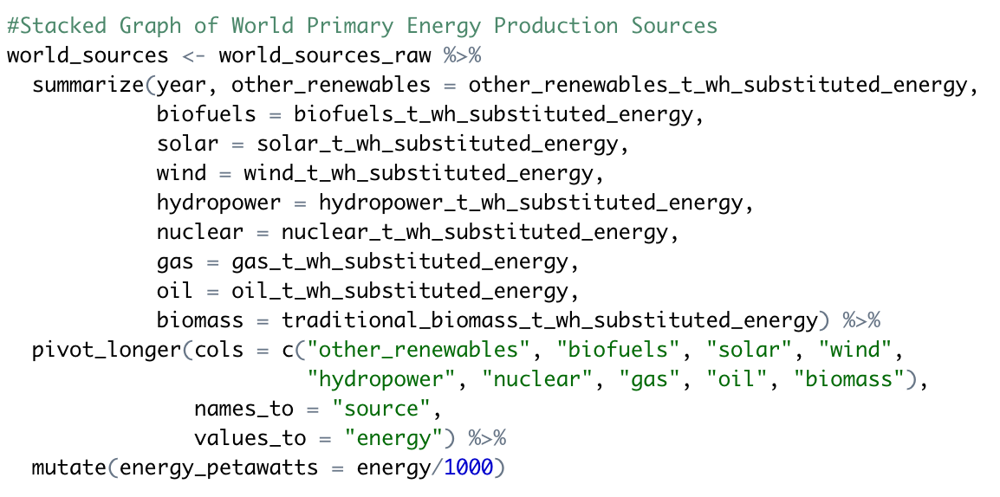 #Stacked Graph of World Primary Energy Production Sources
world_sources <- world_sources_raw %>%
  summarize(year, other_renewables = other_renewables_t_wh_substituted_energy,
            biofuels = biofuels_t_wh_substituted_energy,
            solar = solar_t_wh_substituted_energy,
            wind = wind_t_wh_substituted_energy,
            hydropower = hydropower_t_wh_substituted_energy,
            nuclear = nuclear_t_wh_substituted_energy,
            gas = gas_t_wh_substituted_energy,
            oil = oil_t_wh_substituted_energy,
            biomass = traditional_biomass_t_wh_substituted_energy) %>%
  pivot_longer(cols = c("other_renewables", "biofuels", "solar", "wind",
                        "hydropower", "nuclear", "gas", "oil", "biomass"),
               names_to = "source",
               values_to = "energy") %>%
  mutate(energy_petawatts = energy/1000)